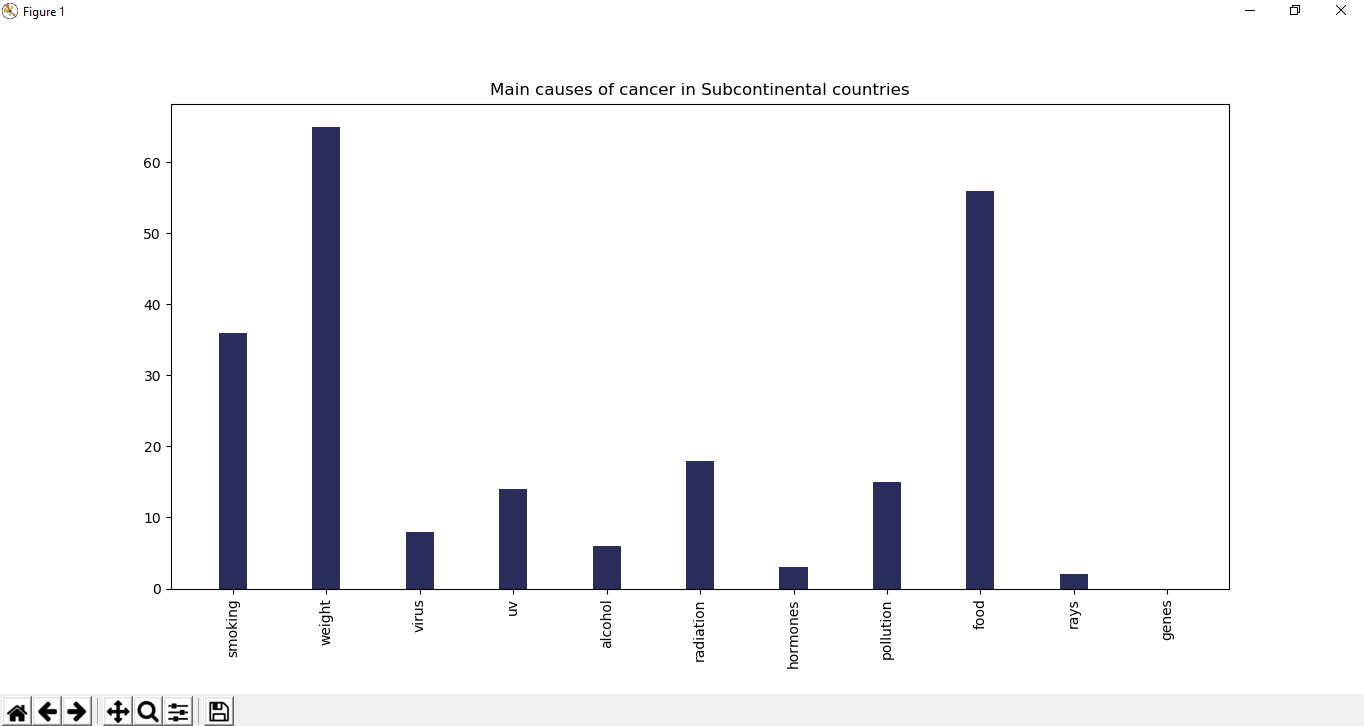 Figure 1
Main causes of cancer in Subcontinental countries
60
50
40
30
20
10
0
smoking
weight
virus
uv
alcohol
radiation
hormones
pollution
food
rays
genes